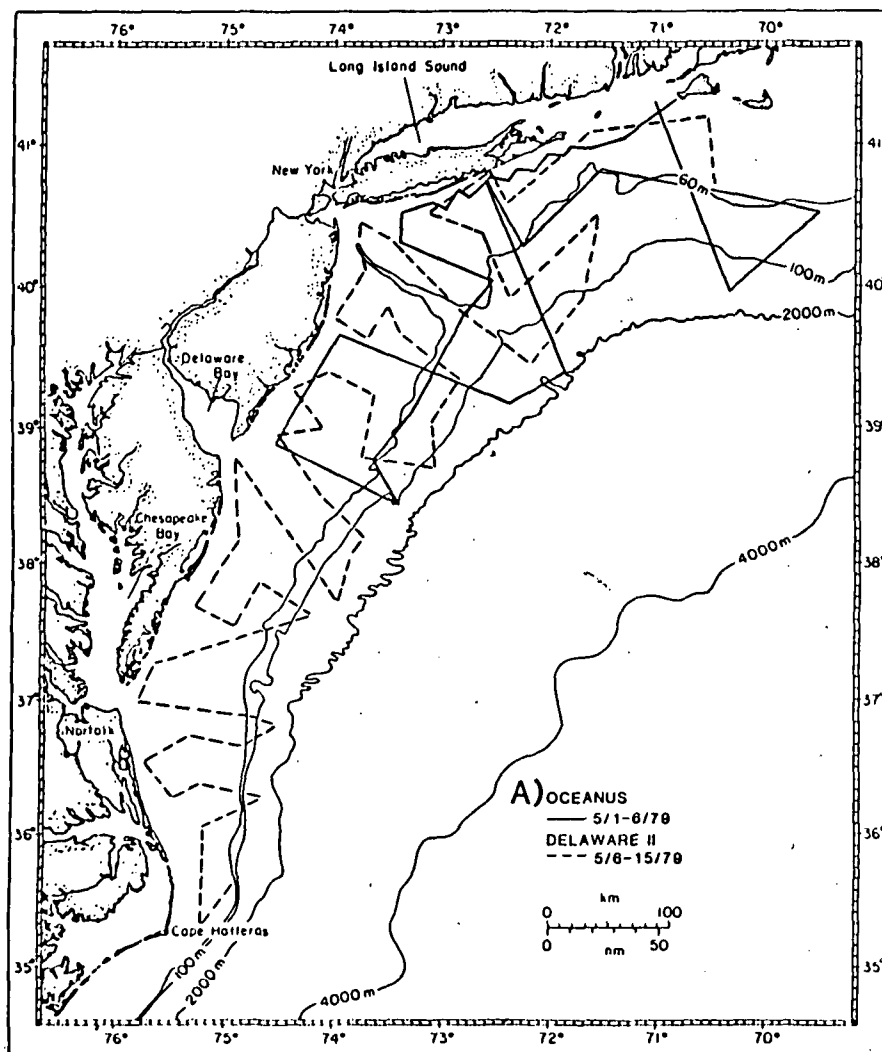 76° 75° 74° 73° 72° 71° 70°
Long Island Sound
41° 41
New York
60m
100m
40° 40
2000m
Delaware
Bay
39° 39
Chesapeake
Bay
38° 38
4000m
37° 37
Norfolk
A) OCEANUS
5/1-6/79
DELAWARE II
36° 36
5/6-15/79
km
0 100
Cape Hatteras
0 50
nm
100m
35° 35
2000m
4000m
76° 75° 74° 73° 72° 71° 70°